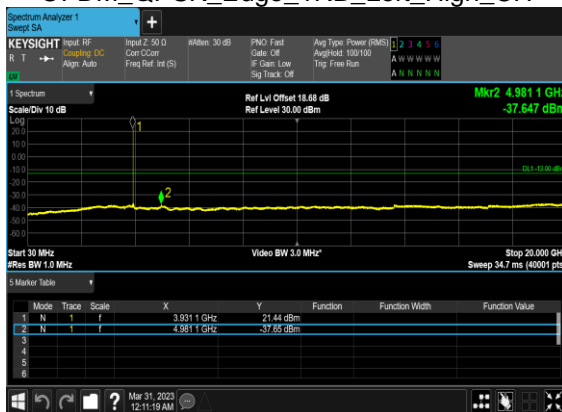 Spectrum Analyzer 1
Swept SA
KEYSIGHT Input: RF Input Z: 50 Ω #Atten: 30 dB PNO: Fast Avg Type: Power (RMS) 1 2 3 4 5 6
R T Coupling: DC Corr CCorr Gate: Off Avg|Hold: 100/100 A W W W W W
Align: Auto Freq Ref: Int (S) IF Gain: Low Trig: Free Run
Sig Track: Off A N N N N N
1 Spectrum Ref Lvl Offset 18.68 dB Mkr2 4.981 1 GHz
Scale/Div 10 dB Ref Level 30.00 dBm -37.647 dBm
Log
20.0 1
10.0
0.00
-10.0 DL1 -13.00 dBm
-20.0 2
-30.0
-40.0
-50.0
-60.0
Start 30 MHz Video BW 3.0 MHz* Stop 20.000 GH
#Res BW 1.0 MHz Sweep 34.7 ms (40001 pts
5 Marker Table
Mode Trace Scale X Y Function Function Width Function Value
1 N 1 f 3.931 1 GHz 21.44 dBm
2 N 1 f 4.981 1 GHz -37.65 dBm
3
4
5
6
? Mar 31, 2023
12:11:19 AM